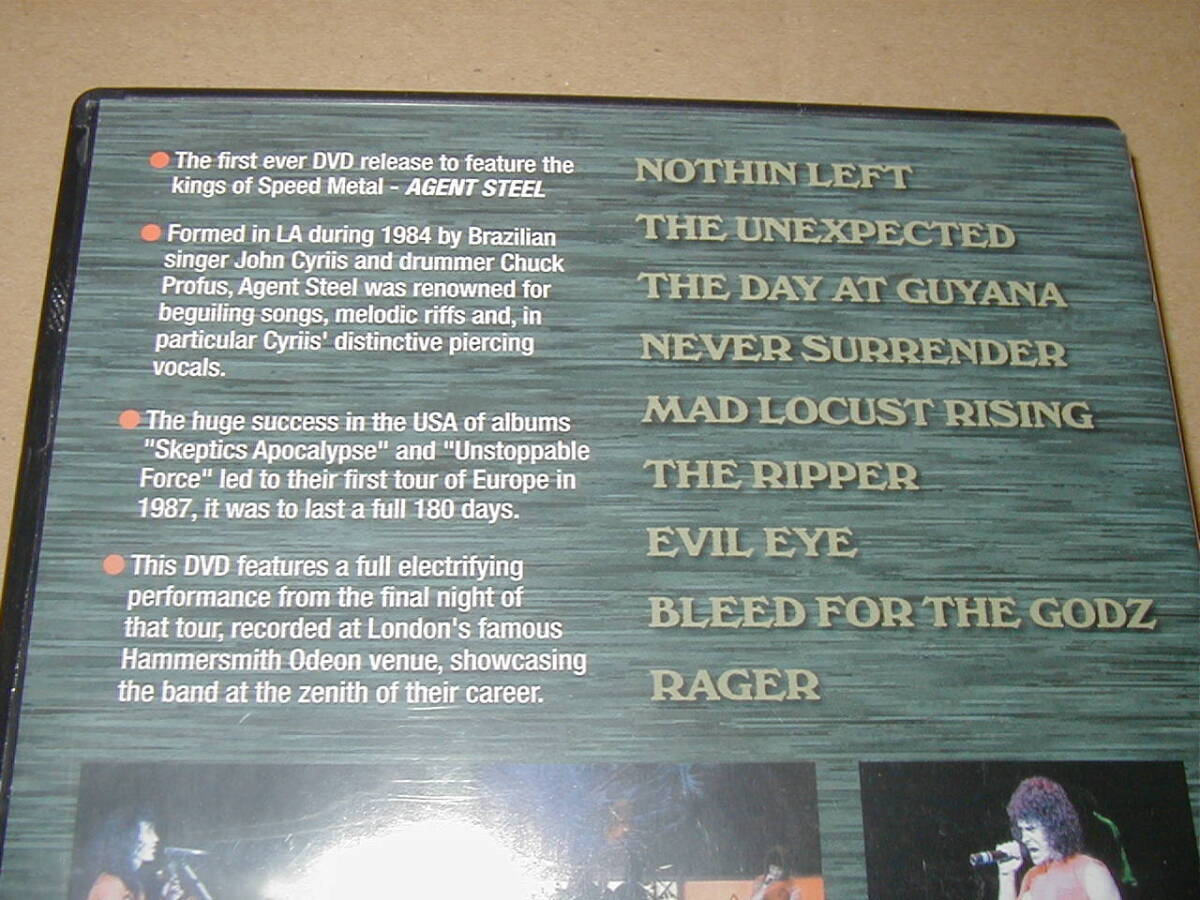 The first ever DVD release to feature the
kings of Speed Metal - AGENT STEEL
Formed in LA during 1984 by Brazilian
singer John Cyriis and drummer Chuck
Profus, Agent Steel was renowned for
beguiling songs, melodic riffs and, in
particular Cyriis' distinctive piercing
vocals.
The huge success in the USA of albums
"Skeptics Apocalypse" and "Unstoppable
Force" led to their first tour of Europe in
1987, it was to last a full 180 days.
This DVD features a full electrifying
performance from the final night of
that tour, recorded at London's famous
Hammersmith Odeon venue, showcasing
the band at the zenith of their career.
NOTHIN LEFT
THE UNEXPECTED
THE DAY AT GUYANA
NEVER SURRENDER
MAD LOCUST RISING
THE RIPPER
EVIL EYE
BLEED FOR THE GODZ
RAGER